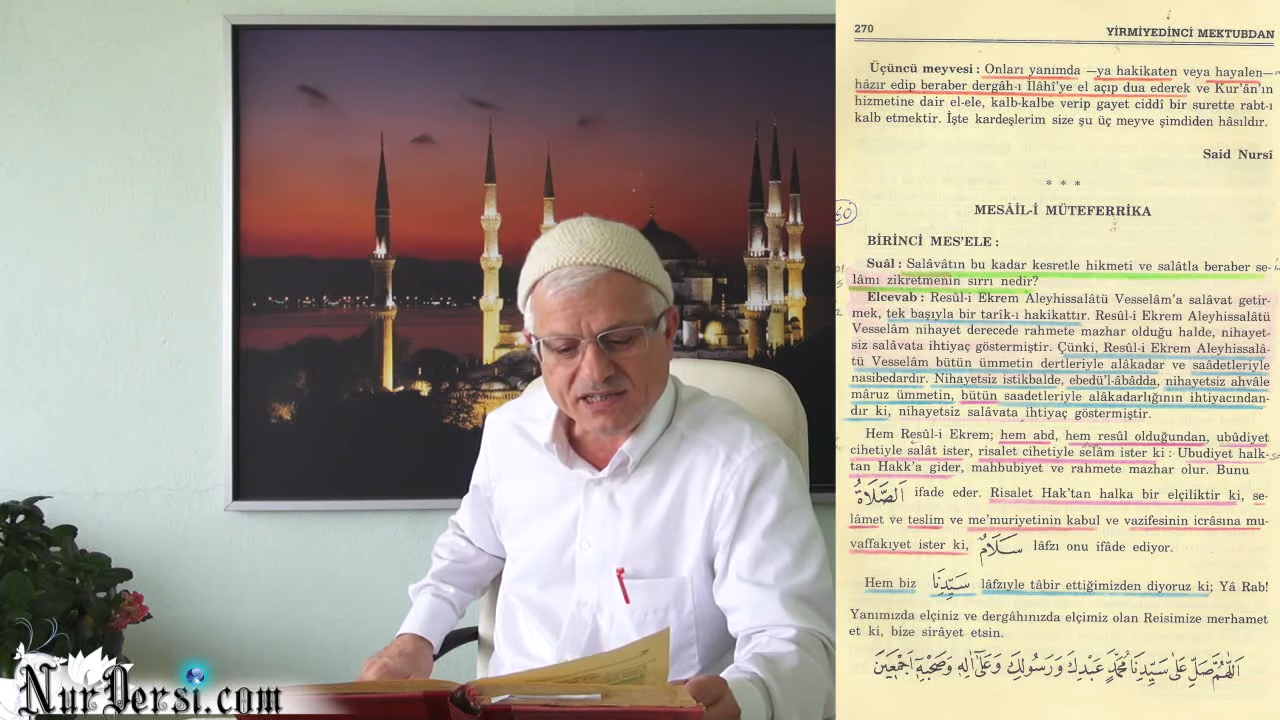 270
YİRMİYEDİNCİ MEKTUBDAN
Üçüncü meyvesi : Onları yanımda —ya hakikaten veya hayalen—
hâzır edip beraber dergâh-ı İlâhî'ye el açıp dua ederek ve Kur'ân'ın
hizmetine dair el-ele, kalb-kalbe verip gayet ciddî bir surette rabt-ı
kalb etmektir. İşte kardeşlerim size şu üç meyve şimdiden hâsıldır.
Said Nursî
* * *
MESÂİL-İ MÜTEFERRİKA
BİRİNCİ MES'ELE :
Suâl : Salâvâtın bu kadar kesretle hikmeti ve salâtla beraber se-
lâmı zikretmenin sırrı nedir?
Elcevab : Resûl-i Ekrem Aleyhissalâtü Vesselâm'a salâvat getir-
mek, tek başıyla bir tarîk-ı hakikattır. Resûl-i Ekrem Aleyhissalâtü
Vesselâm nihayet derecede rahmete mazhar olduğu halde, nihayet-
siz salâvata ihtiyaç göstermiştir. Çünki, Resûl-i Ekrem Aleyhissalâ-
tü Vesselâm bütün ümmetin dertleriyle alâkadar ve saâdetleriyle
nasibedardır. Nihayetsiz istikbalde, ebedü'l-âbâdda, nihayetsiz ahvâle
mâruz ümmetin, bütün saadetleriyle alâkadarlığının ihtiyacından-
dır ki, nihayetsiz salâvata ihtiyaç göstermiştir.
Hem Resûl-i Ekrem; hem abd, hem resûl olduğundan, ubûdiyet
cihetiyle salât ister, risalet cihetiyle selâm ister ki : Ubudiyet halk-
tan Hakk'a gider, mahbubiyet ve rahmete mazhar olur. Bunu
اَلصَّلَاةُ ifade eder. Risalet Hak'tan halka bir elçiliktir ki, se-
lâmet ve teslim ve me'muriyetinin kabul ve vazifesinin icrâsına mu-
vaffakıyet ister ki, سَلَامٌ lâfzı onu ifâde ediyor.
Hem biz سَيِّدِنَا lâfzıyle tâbir ettiğimizden diyoruz ki; Yâ Rab!
Yanımızda elçiniz ve dergâhınızda elçimiz olan Reisimize merhamet
et ki, bize sirâyet etsin.
اَللّٰهُمَّ صَلِّ عَلٰى سَيِّدِنَا مُحَمَّدٍ عَبْدِكَ وَرَسُولِكَ وَعَلٰٓى اٰلِهٖ وَصَحْبِهٖٓ اَجْمَعِينَ
NurDersi.com